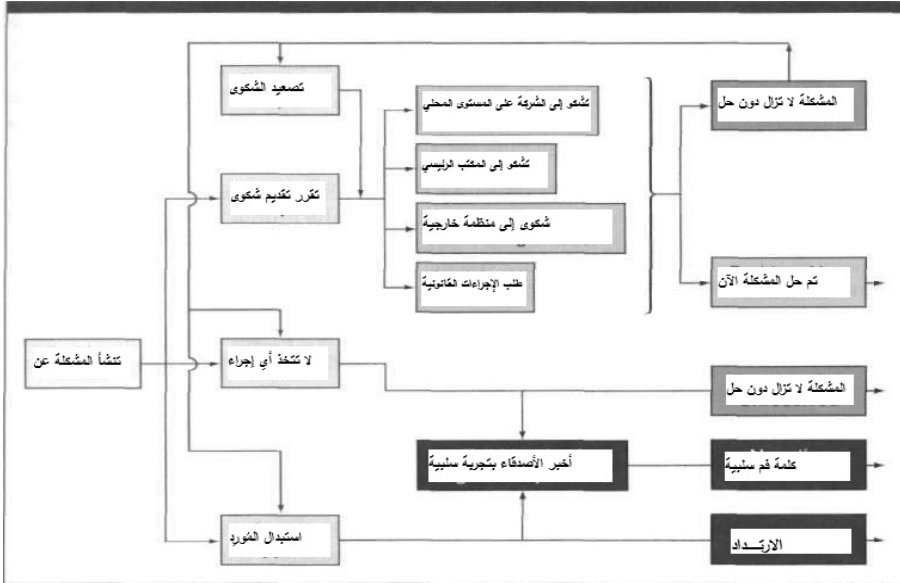 تصعيد الشكوى
تشكو إلى الشركة على المستوى المحلي
المشكلة لا تزال دون حل
تشكو إلى المكتب الرئيسي
تقرر تقديم شكوى
شكوى إلى منظمة خارجية
طلب الإجراءات القانونية
تم حل المشكلة الآن
تنشأ المشكلة عن
لا تتخذ أي إجراء
المشكلة لا تزال دون حل
أخبر الأصدقاء بتجربة سلبية
كلمة فم سلبية
استبدال المُورد
الارتـــداد